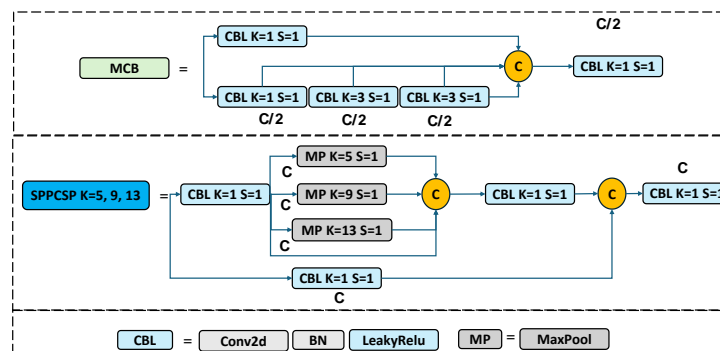 C/2
CBL K=1 S=1
MCB
=
C
CBL K=1 S=1
CBL K=1 S=1
CBL K=3 S=1
CBL K=3 S=1
C/2
C/2
C/2
MP K=5 S=1
C
C
SPPCSP K=5, 9, 13
=
CBL K=1 S=1
MP K=9 S=1
C
CBL K=1 S=1
C
CBL K=1 S=1
C
MP K=13 S=1
C
CBL K=1 S=1
C
CBL
=
Conv2d
BN
LeakyRelu
MP
=
MaxPool